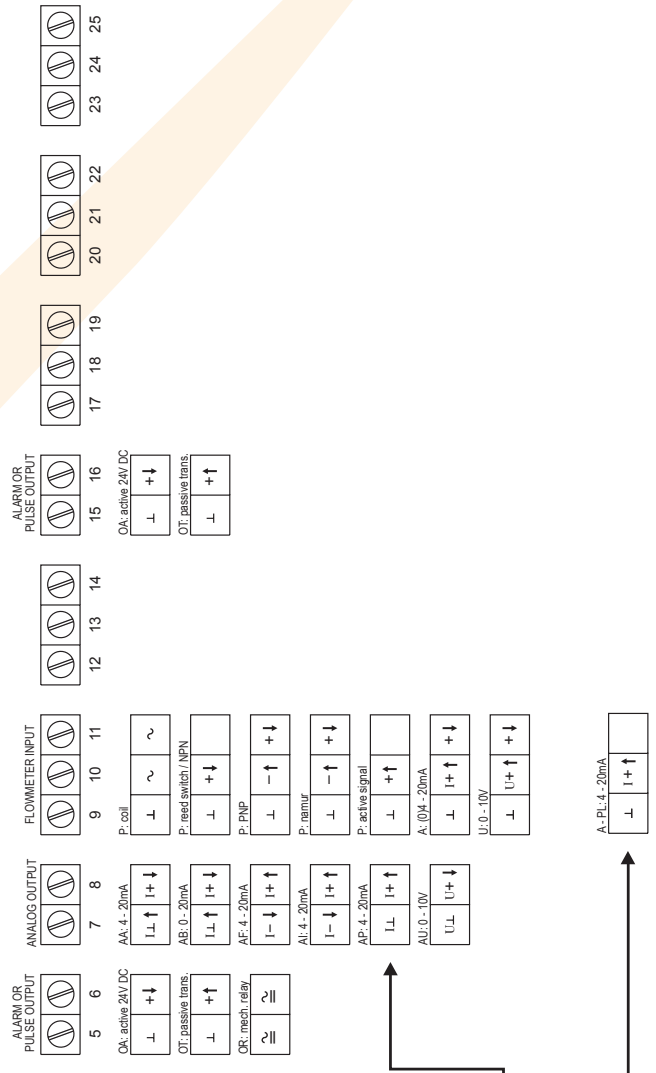 ALARM OR
PULSE OUTPUT
5 6
OA: active 24V DC
⊥ +↓
OT: passive trans.
⊥ +↑
OR: mech. relay
ANALOG OUTPUT
7 8
AA: 4 - 20mA
I⊥↑ I+↓
AB: 0 - 20mA
I⊥↑ I+↓
AF: 4 - 20mA
I-↓ I+↑
AI: 4 - 20mA
I-↓ I+↑
AP: 4 - 20mA
I⊥ I+↑
AU: 0 - 10V
U⊥ U+↓
FLOWMETER INPUT
9 10 11
P: coil
⊥ ~ ~
P: reed switch / NPN
⊥ +↓
P: PNP
⊥ -↑ +↓
P: namur
⊥ -↑ +↓
P: active signal
⊥ +↑
A: (0)4 - 20mA
⊥ I+↑ +↓
U: 0 - 10V
⊥ U+↑ +↓
A - PL: 4 - 20mA
⊥ I+↑
12 13 14
ALARM OR
PULSE OUTPUT
15 16
OA: active 24V DC
⊥ +↓
OT: passive trans.
⊥ +↑
17 18 19
20 21 22
23 24 25